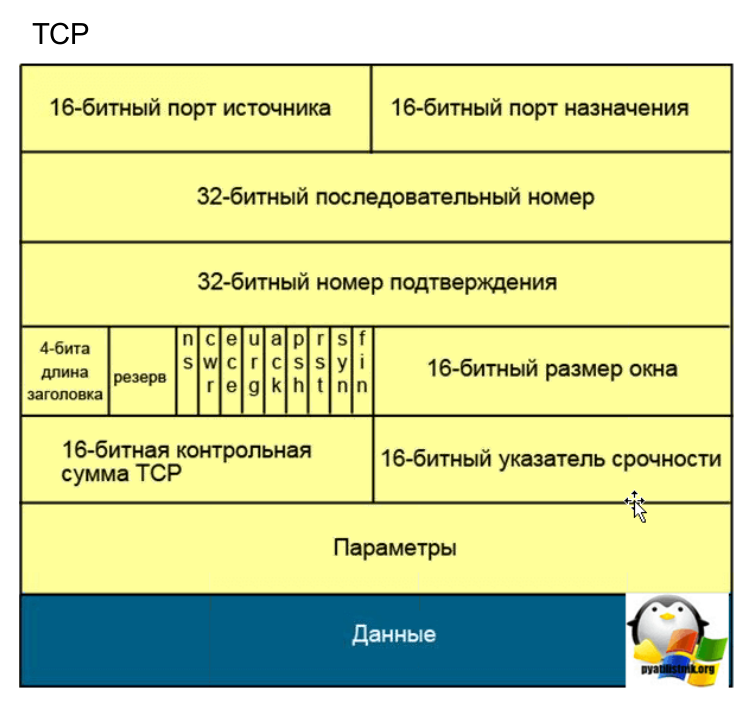 TCP
16-битный порт источника
16-битный порт назначения
32-битный последовательный номер
32-битный номер подтверждения
4-бита
длина
заголовка
резерв
ns
cwr
ece
urg
ack
psh
rst
syn
fin
16-битный размер окна
16-битная контрольная
сумма TCP
16-битный указатель срочности
Параметры
Данные
pyatilistnik.org